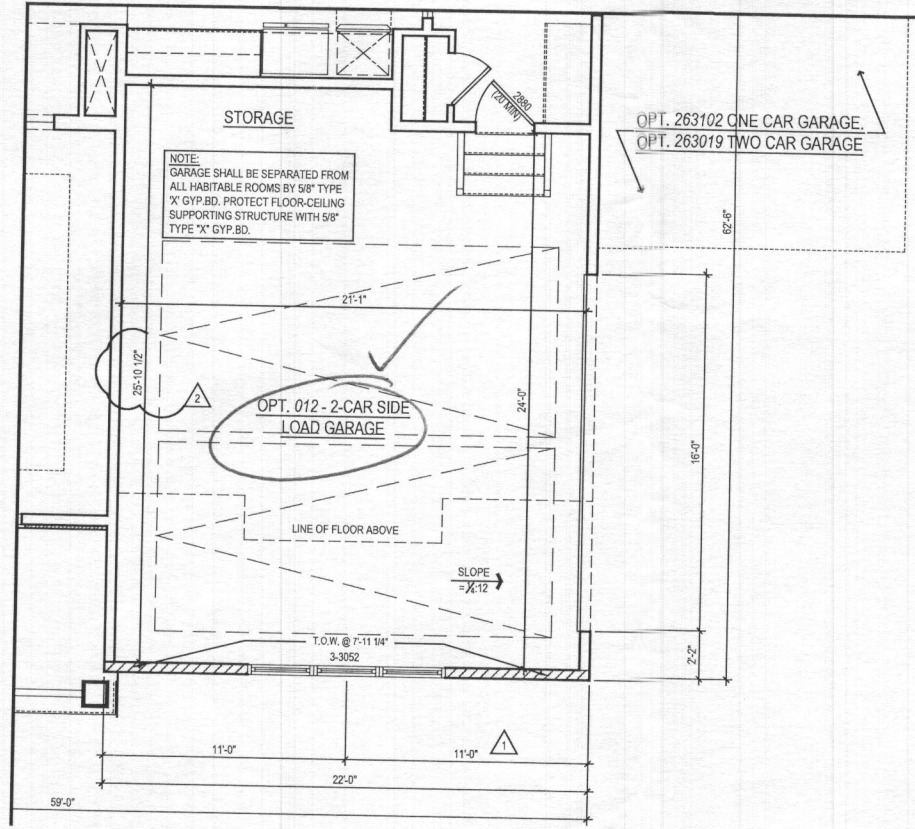 STORAGE
2880
(20 MIN)
OPT. 263102 ONE CAR GARAGE.
OPT. 263019 TWO CAR GARAGE
NOTE:
GARAGE SHALL BE SEPARATED FROM
ALL HABITABLE ROOMS BY 5/8" TYPE
'X' GYP.BD. PROTECT FLOOR-CEILING
SUPPORTING STRUCTURE WITH 5/8"
TYPE "X" GYP.BD.
62'-6"
21'-1"
25'-10 1/2"
2
OPT. 012 - 2-CAR SIDE
LOAD GARAGE
24'-0"
16'-0"
LINE OF FLOOR ABOVE
SLOPE
= 1/4:12
T.O.W. @ 7'-11 1/4"
3-3052
2'-2"
11'-0"
11'-0"
1
22'-0"
59'-0"